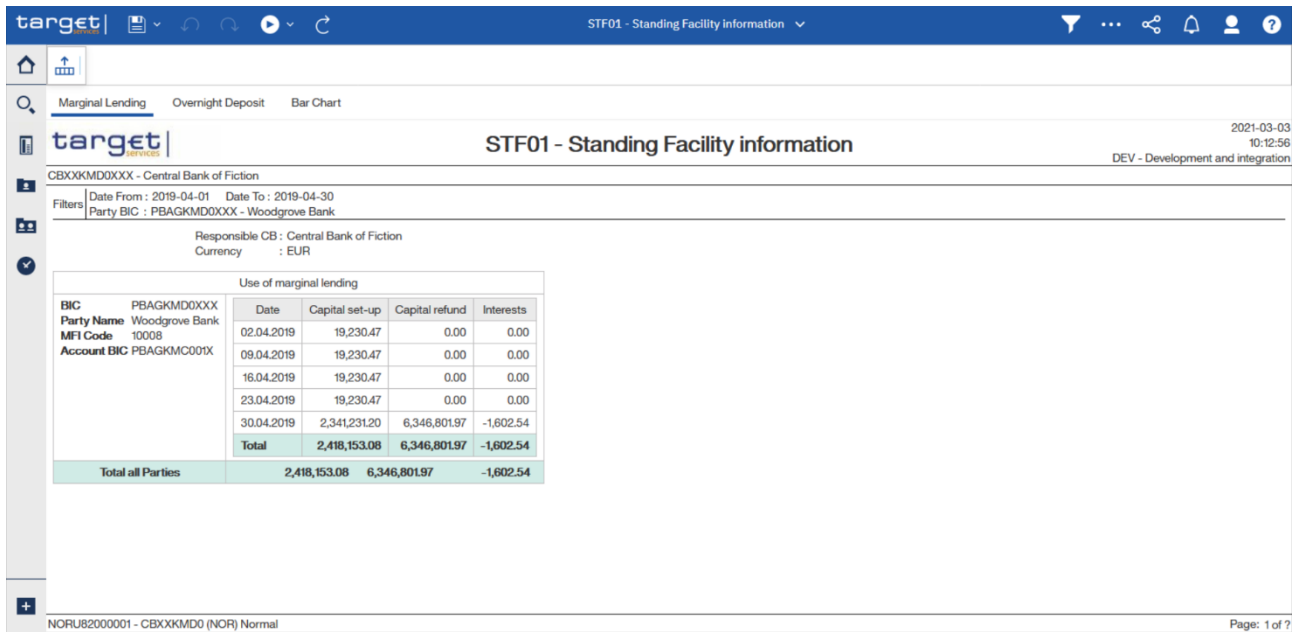 target| services STF01 - Standing Facility information
Marginal Lending Overnight Deposit Bar Chart
2021-03-03
target| services STF01 - Standing Facility information 10:12:56
DEV - Development and integration
CBXXKMD0XXX - Central Bank of Fiction
Filters Date From : 2019-04-01 Date To : 2019-04-30
Party BIC : PBAGKMD0XXX - Woodgrove Bank
Responsible CB : Central Bank of Fiction
Currency : EUR
Use of marginal lending
BIC PBAGKMD0XXX
Party Name Woodgrove Bank
MFI Code 10008
Account BIC PBAGKMC001X
Date Capital set-up Capital refund Interests
02.04.2019 19,230.47 0.00 0.00
09.04.2019 19,230.47 0.00 0.00
16.04.2019 19,230.47 0.00 0.00
23.04.2019 19,230.47 0.00 0.00
30.04.2019 2,341,231.20 6,346,801.97 -1,602.54
Total 2,418,153.08 6,346,801.97 -1,602.54
Total all Parties 2,418,153.08 6,346,801.97 -1,602.54
NORU82000001 - CBXXKMD0 (NOR) Normal Page: 1 of ?